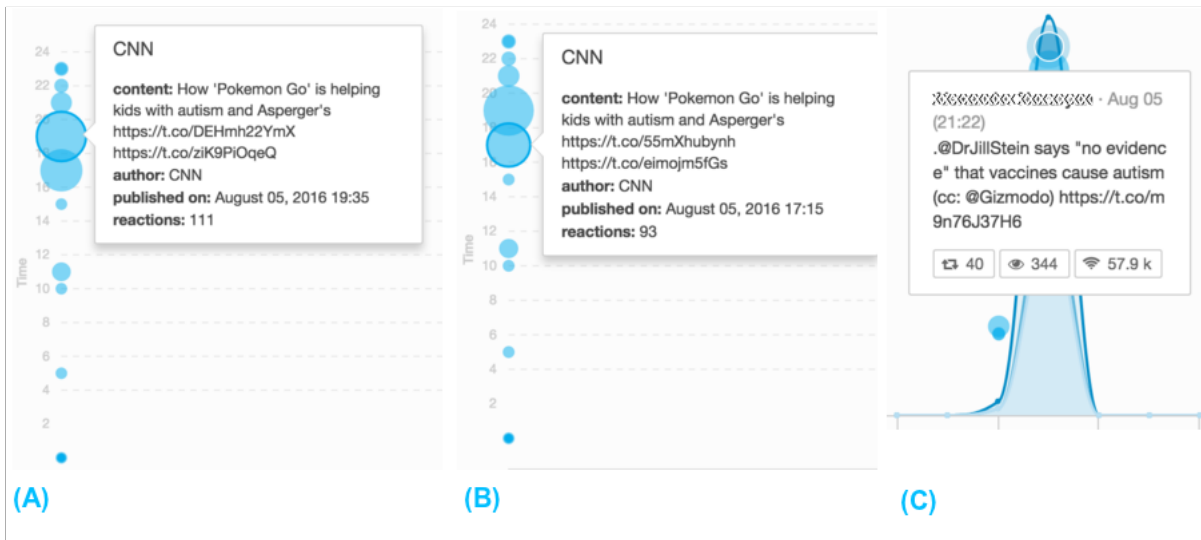 24
22
20
18
16
14
12
10
8
6
4
2
0
Time
CNN
content: How 'Pokemon Go' is helping
kids with autism and Asperger's
https://t.co/DEHmh22YmX
https://t.co/ziK9PiOqeQ
author: CNN
published on: August 05, 2016 19:35
reactions: 111
(A)
24
22
20
18
16
14
12
10
8
6
4
2
0
Time
CNN
content: How 'Pokemon Go' is helping
kids with autism and Asperger's
https://t.co/55mXhubynh
https://t.co/eimojm5fGs
author: CNN
published on: August 05, 2016 17:15
reactions: 93
(B)
· Aug 05
(21:22)
.@DrJillStein says "no evidenc
e" that vaccines cause autism
(cc: @Gizmodo) https://t.co/m
9n76J37H6
40 344 57.9 k
(C)